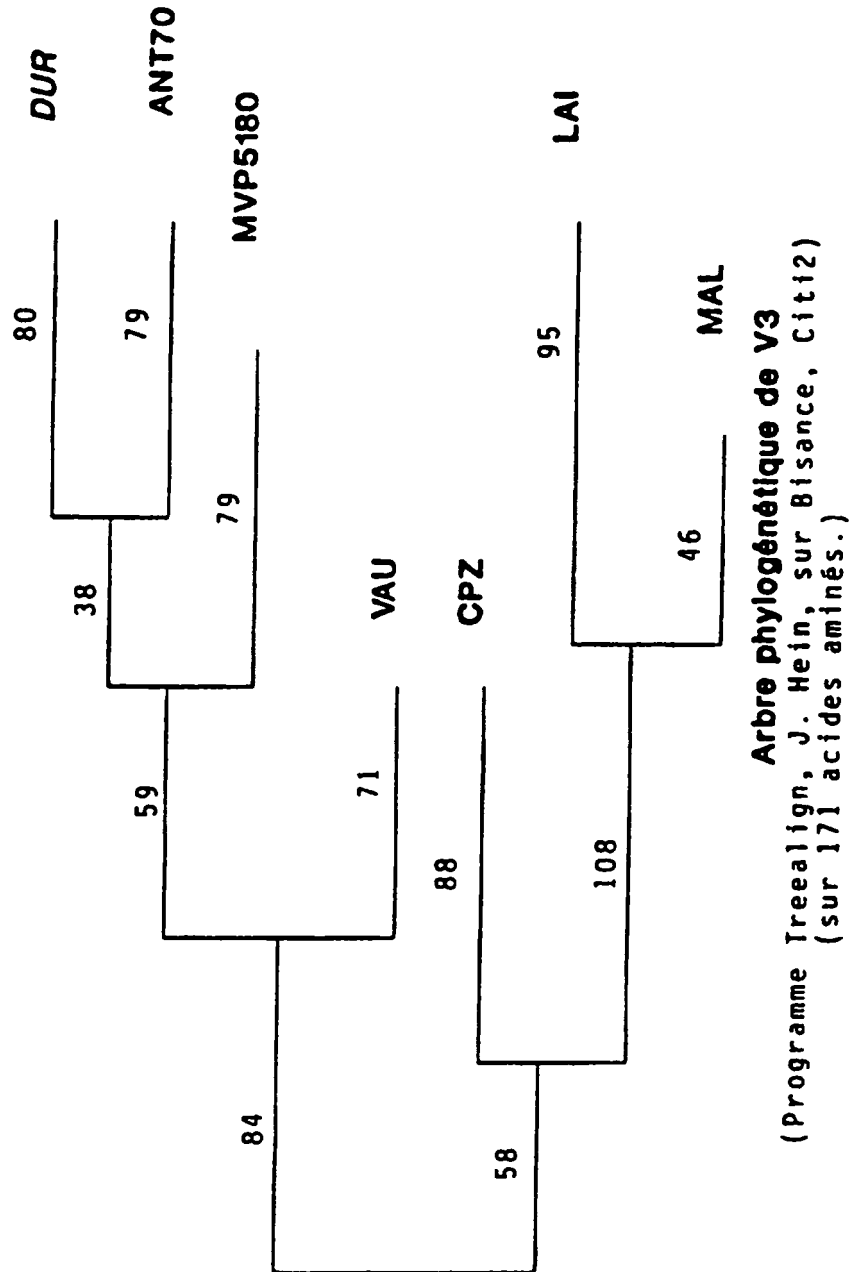 DUR
80
ANT70
79
38
MVP5180
79
59
VAU
71
84
CPZ
88
58
LAI
95
108
MAL
46
Arbre phylogénétique de V3
(Programme Treealign, J. Hein, sur Bisance, Citi2)
(sur 171 acides aminés.)